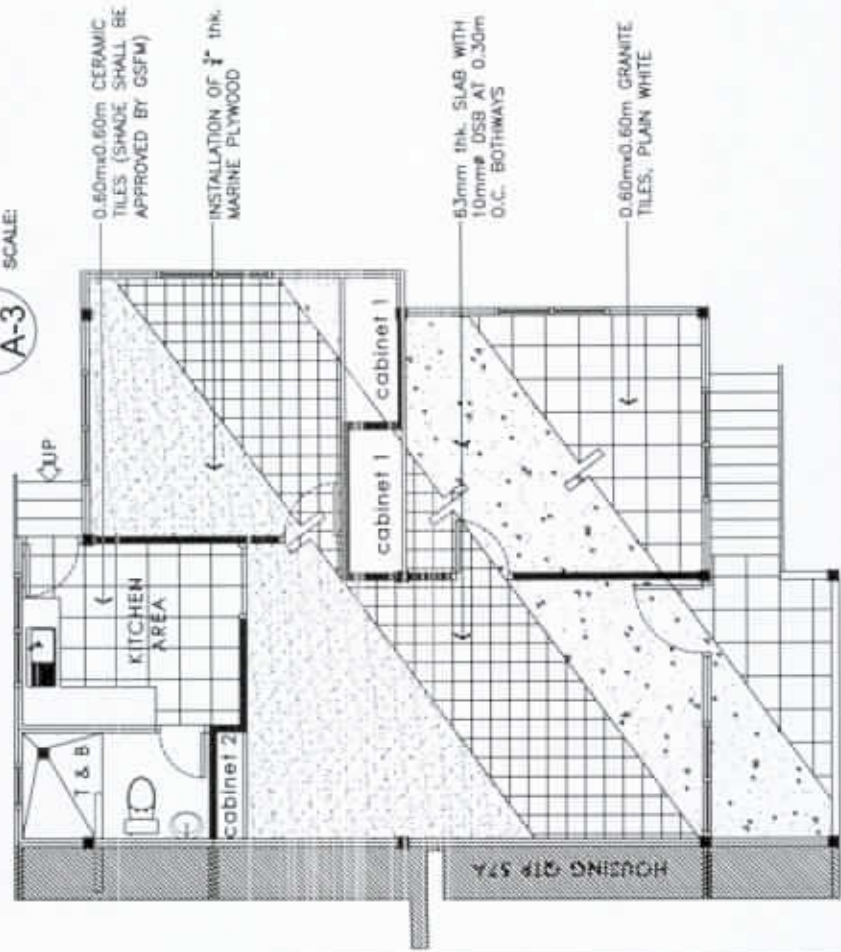 A-3
SCALE:
0.60mx0.60m CERAMIC
TILES (SHADE SHALL BE
APPROVED BY GSFM)
INSTALLATION OF thk.
MARINE PLYWOOD
63mm thk. SLAB WITH
10mmø DSB AT 0.30m
O.C. BOTHWAYS
0.60mx0.60m GRANITE
TILES, PLAIN WHITE
UP
KITCHEN
AREA
T & B
cabinet 2
cabinet 1
cabinet 1
HOUSING QTR 57A